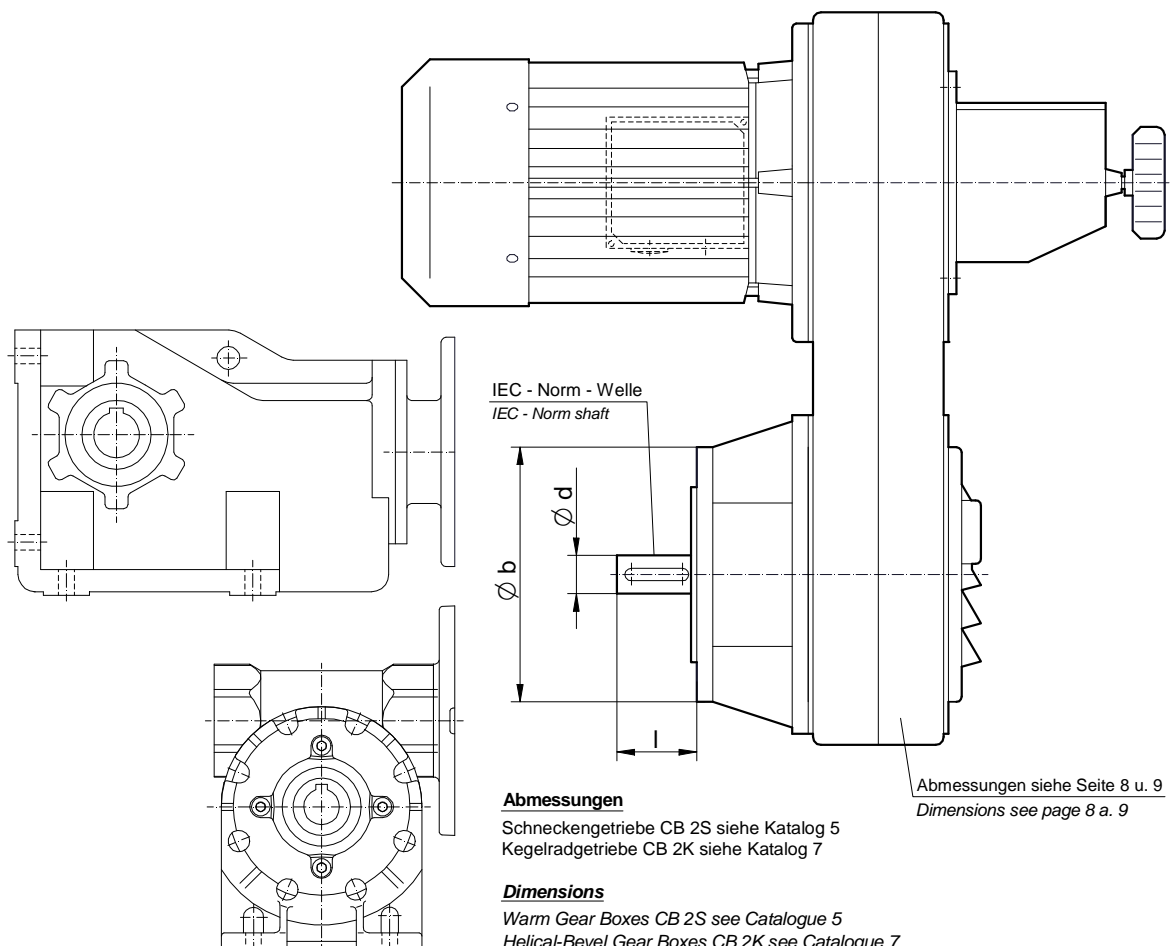 IEC - Norm - Welle
IEC - Norm shaft
Ø d
Ø b
l
Abmessungen siehe Seite 8 u. 9
Dimensions see page 8 a. 9
Abmessungen
Schneckengetriebe CB 2S siehe Katalog 5
Kegelradgetriebe CB 2K siehe Katalog 7
Dimensions
Warm Gear Boxes CB 2S see Catalogue 5
Helical-Bevel Gear Boxes CB 2K see Catalogue 7